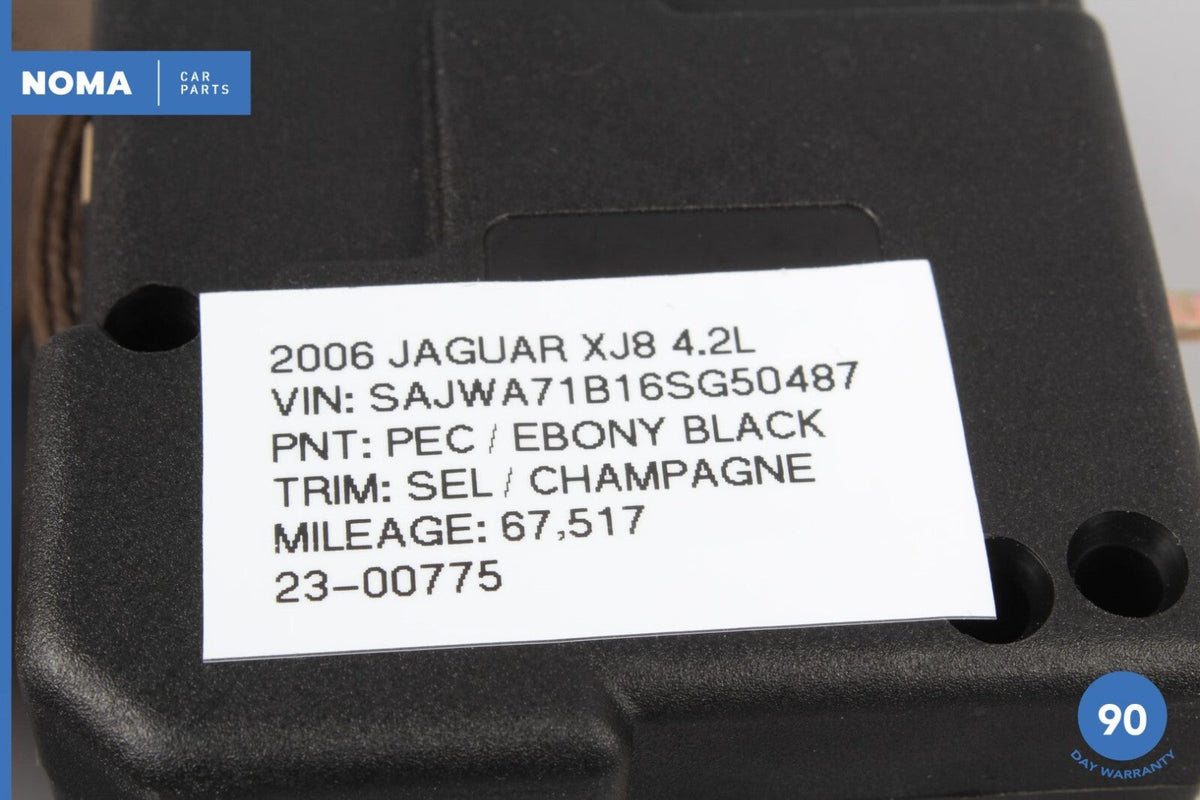 NOMA
CAR
PARTS
2006 JAGUAR XJ8 4.2L
VIN: SAJWA71B16SG50487
PNT: PEC / EBONY BLACK
TRIM: SEL / CHAMPAGNE
MILEAGE: 67,517
23-00775
90
DAY WARRANTY